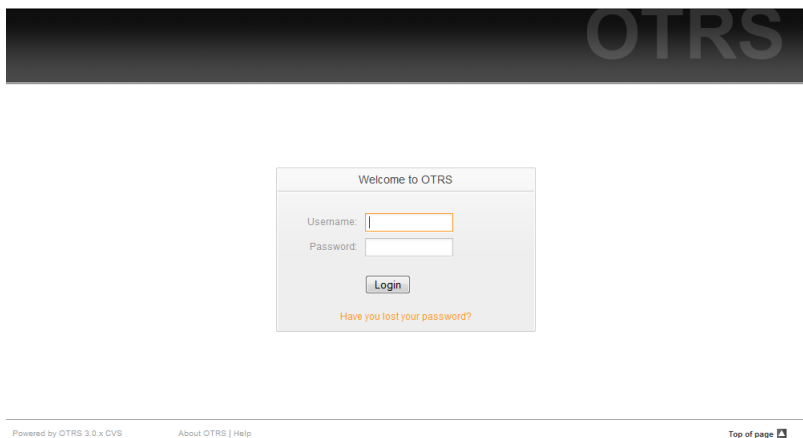 OTRS
Welcome to OTRS
Username:
Password:
Login
Have you lost your password?
Powered by OTRS 3.0.x CVS About OTRS | Help Top of page